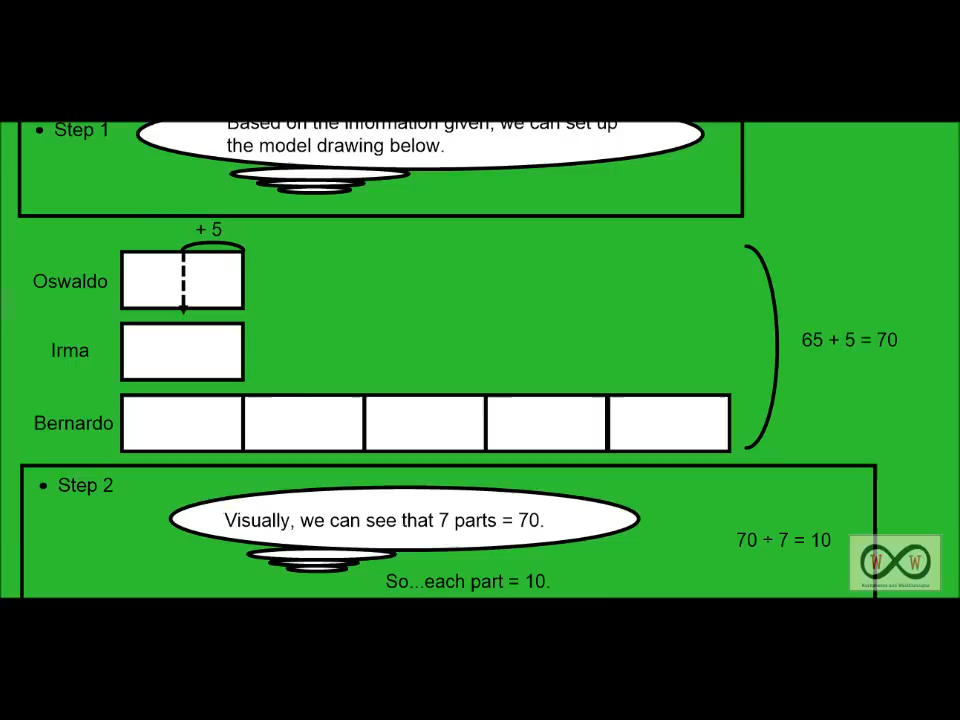 • Step 1
Based on the information given, we can set up
the model drawing below.
+ 5
Oswaldo
Irma
65 + 5 = 70
Bernardo
• Step 2
Visually, we can see that 7 parts = 70.
70 ÷ 7 = 10
So...each part = 10.
W W